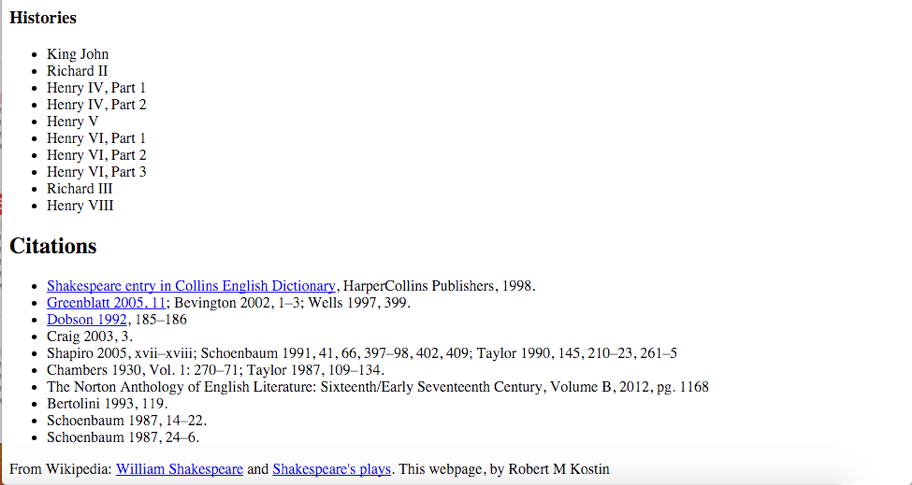 Histories
King John
Richard II
Henry IV, Part 1
Henry IV, Part 2
Henry V
Henry VI, Part 1
Henry VI, Part 2
Henry VI, Part 3
Richard III
Henry VIII
Citations
Shakespeare entry in Collins English Dictionary, HarperCollins Publishers, 1998.
Greenblatt 2005, 11; Bevington 2002, 1–3; Wells 1997, 399.
Dobson 1992, 185–186
Craig 2003, 3.
Shapiro 2005, xvii–xviii; Schoenbaum 1991, 41, 66, 397–98, 402, 409; Taylor 1990, 145, 210–23, 261–5
Chambers 1930, Vol. 1: 270–71; Taylor 1987, 109–134.
The Norton Anthology of English Literature: Sixteenth/Early Seventeenth Century, Volume B, 2012, pg. 1168
Bertolini 1993, 119.
Schoenbaum 1987, 14–22.
Schoenbaum 1987, 24–6.
From Wikipedia: William Shakespeare and Shakespeare's plays. This webpage, by Robert M Kostin